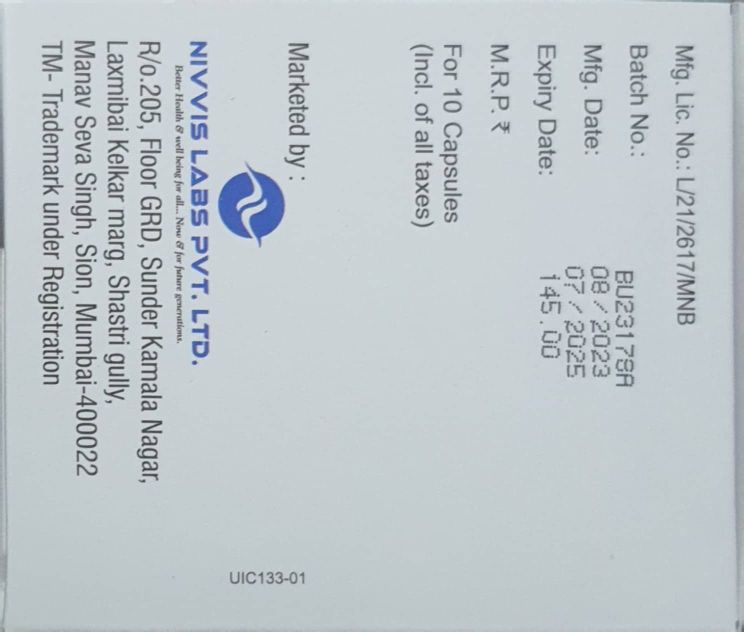 Mfg. Lic. No.: L/21/2617/MNB
Batch No.:
BU23178A
Mfg. Date:
08/2023
Expiry Date:
07/2025
M.R.P. ₹
145.00
For 10 Capsules
(Incl. of all taxes)
Marketed by :
NIVVIS LABS PVT. LTD.
Better Health & well being for all... Now & for future generations.
R/o.205, Floor GRD, Sunder Kamala Nagar,
Laxmibai Kelkar marg, Shastri gully,
Manav Seva Singh, Sion, Mumbai-400022
TM- Trademark under Registration
UIC133-01